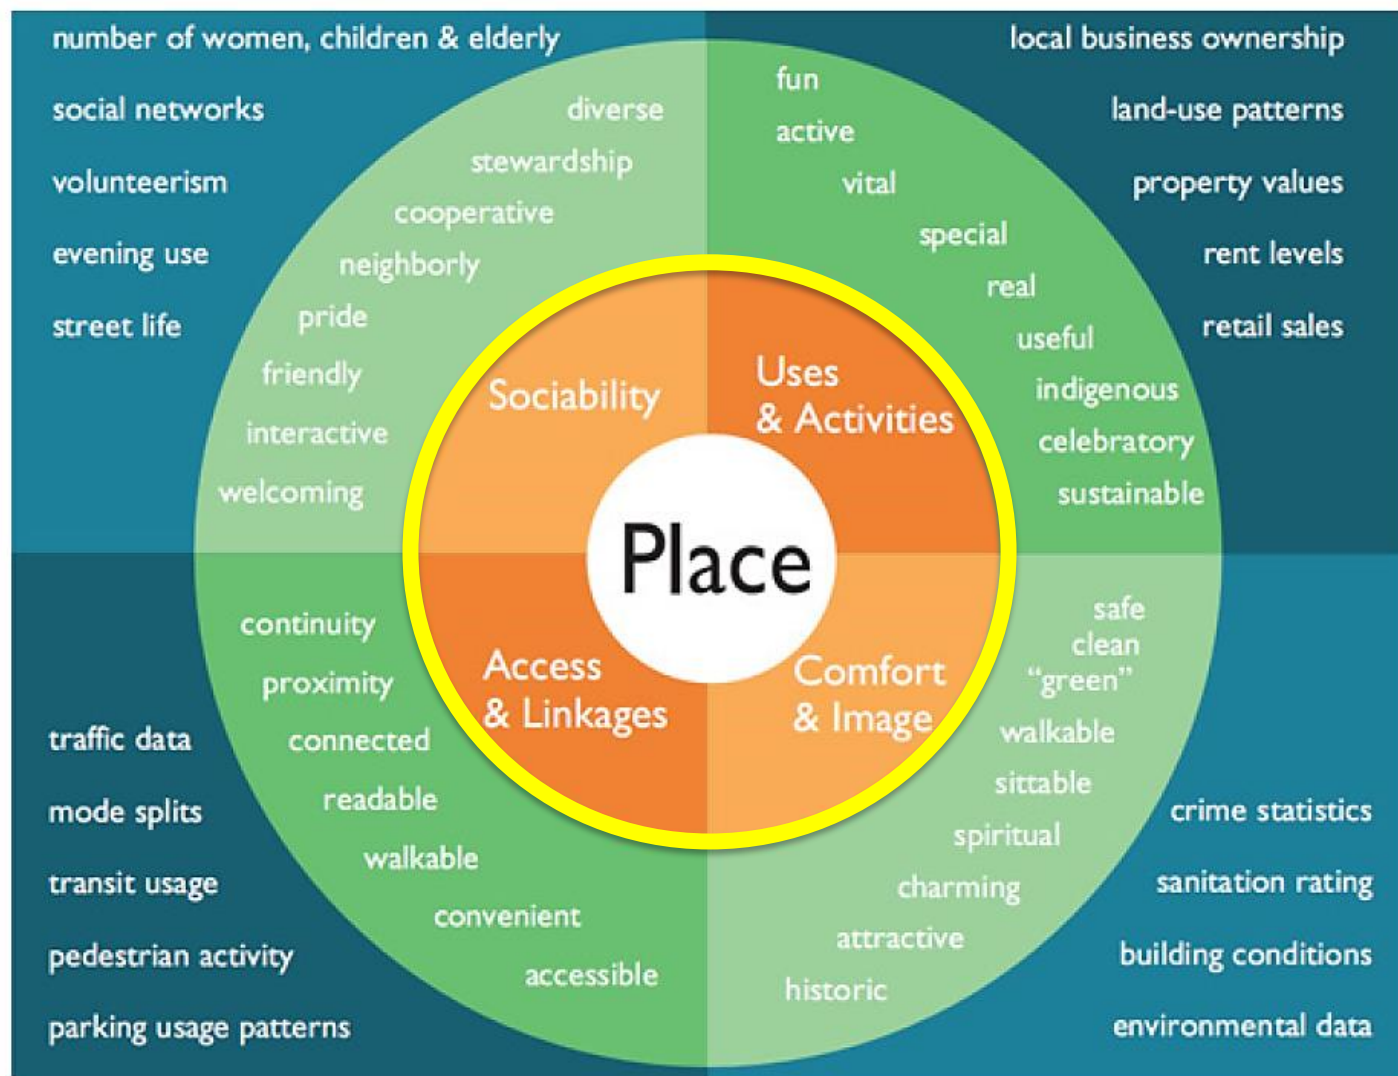 number of women, children & elderly
social networks
volunteerism
evening use
street life
diverse
stewardship
cooperative
neighborly
pride
friendly
interactive
welcoming
Sociability
local business ownership
land-use patterns
property values
rent levels
retail sales
fun
active
vital
special
real
useful
indigenous
celebratory
sustainable
Uses
& Activities
Place
Access
& Linkages
continuity
proximity
connected
readable
walkable
convenient
accessible
traffic data
mode splits
transit usage
pedestrian activity
parking usage patterns
Comfort
& Image
safe
clean
“green”
walkable
sittable
spiritual
charming
attractive
historic
crime statistics
sanitation rating
building conditions
environmental data